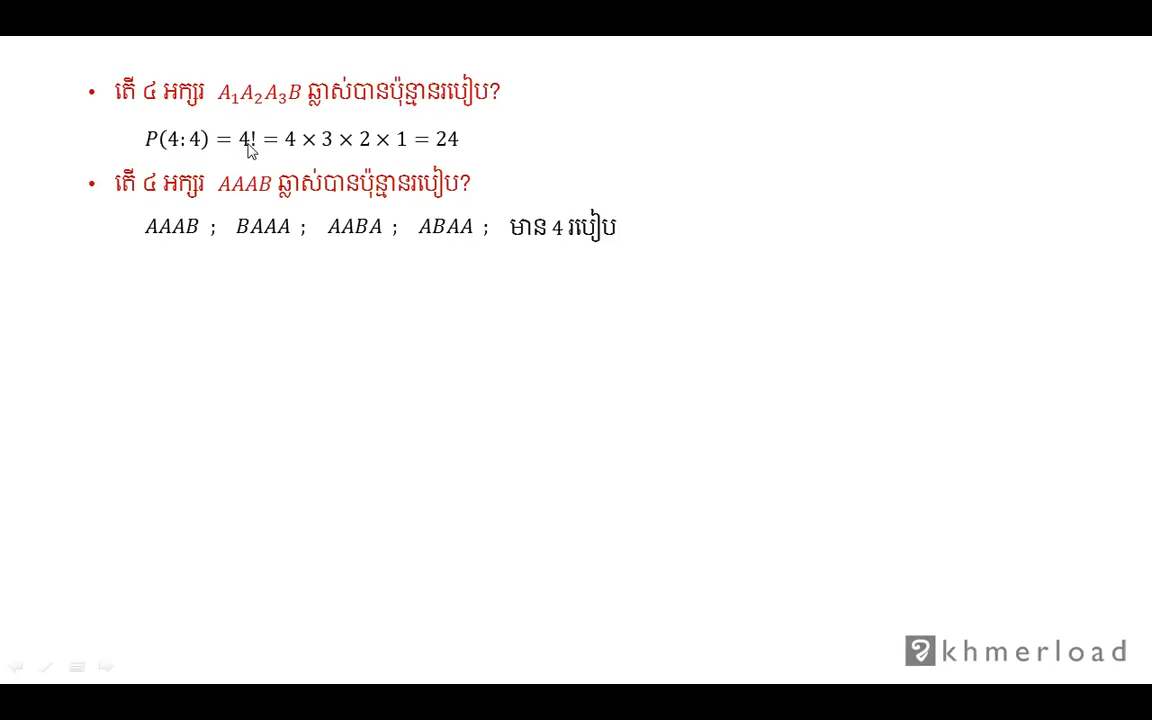 • តើ ៤ អក្សរ A₁A₂A₃B ឆ្លាស់បានប៉ុន្មានរបៀប?
P(4:4) = 4! = 4 × 3 × 2 × 1 = 24
• តើ ៤ អក្សរ AAAB ឆ្លាស់បានប៉ុន្មានរបៀប?
AAAB ; BAAA ; AABA ; ABAA ; មាន 4 របៀប
khmerload